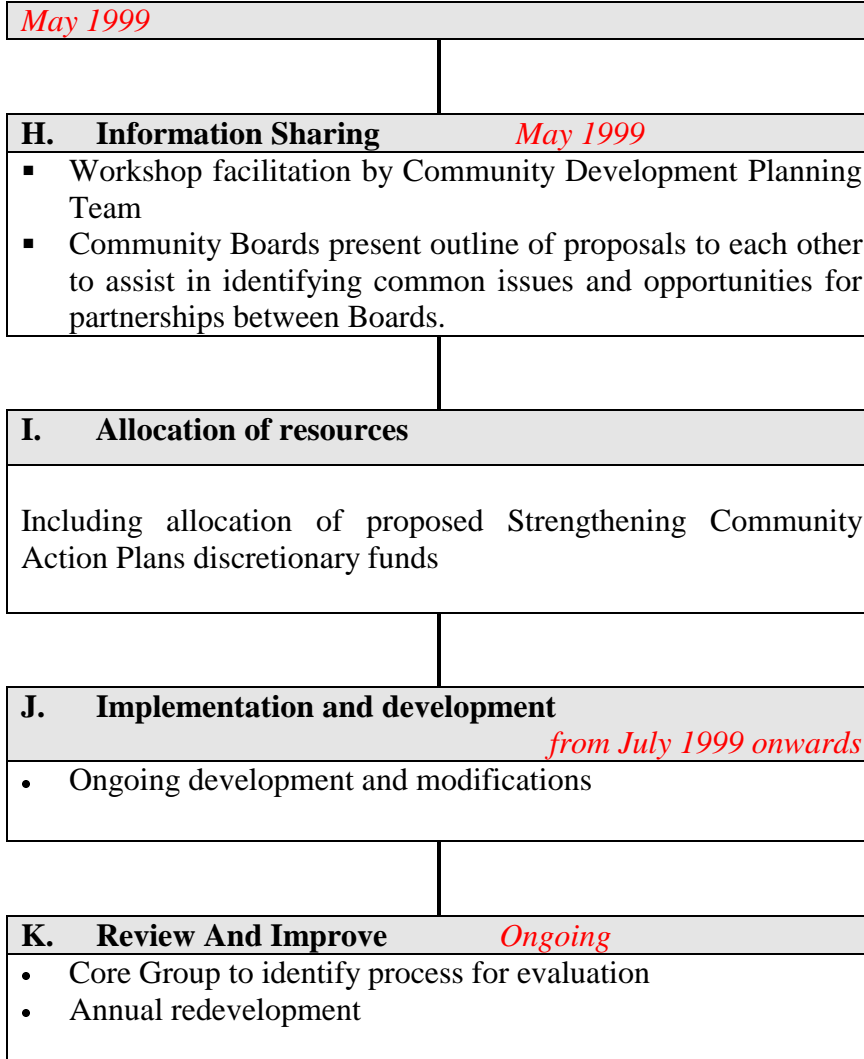 May 1999
H. Information Sharing May 1999
▪ Workshop facilitation by Community Development Planning
Team
▪ Community Boards present outline of proposals to each other
to assist in identifying common issues and opportunities for
partnerships between Boards.
I. Allocation of resources
Including allocation of proposed Strengthening Community
Action Plans discretionary funds
J. Implementation and development
from July 1999 onwards
• Ongoing development and modifications
K. Review And Improve Ongoing
• Core Group to identify process for evaluation
• Annual redevelopment